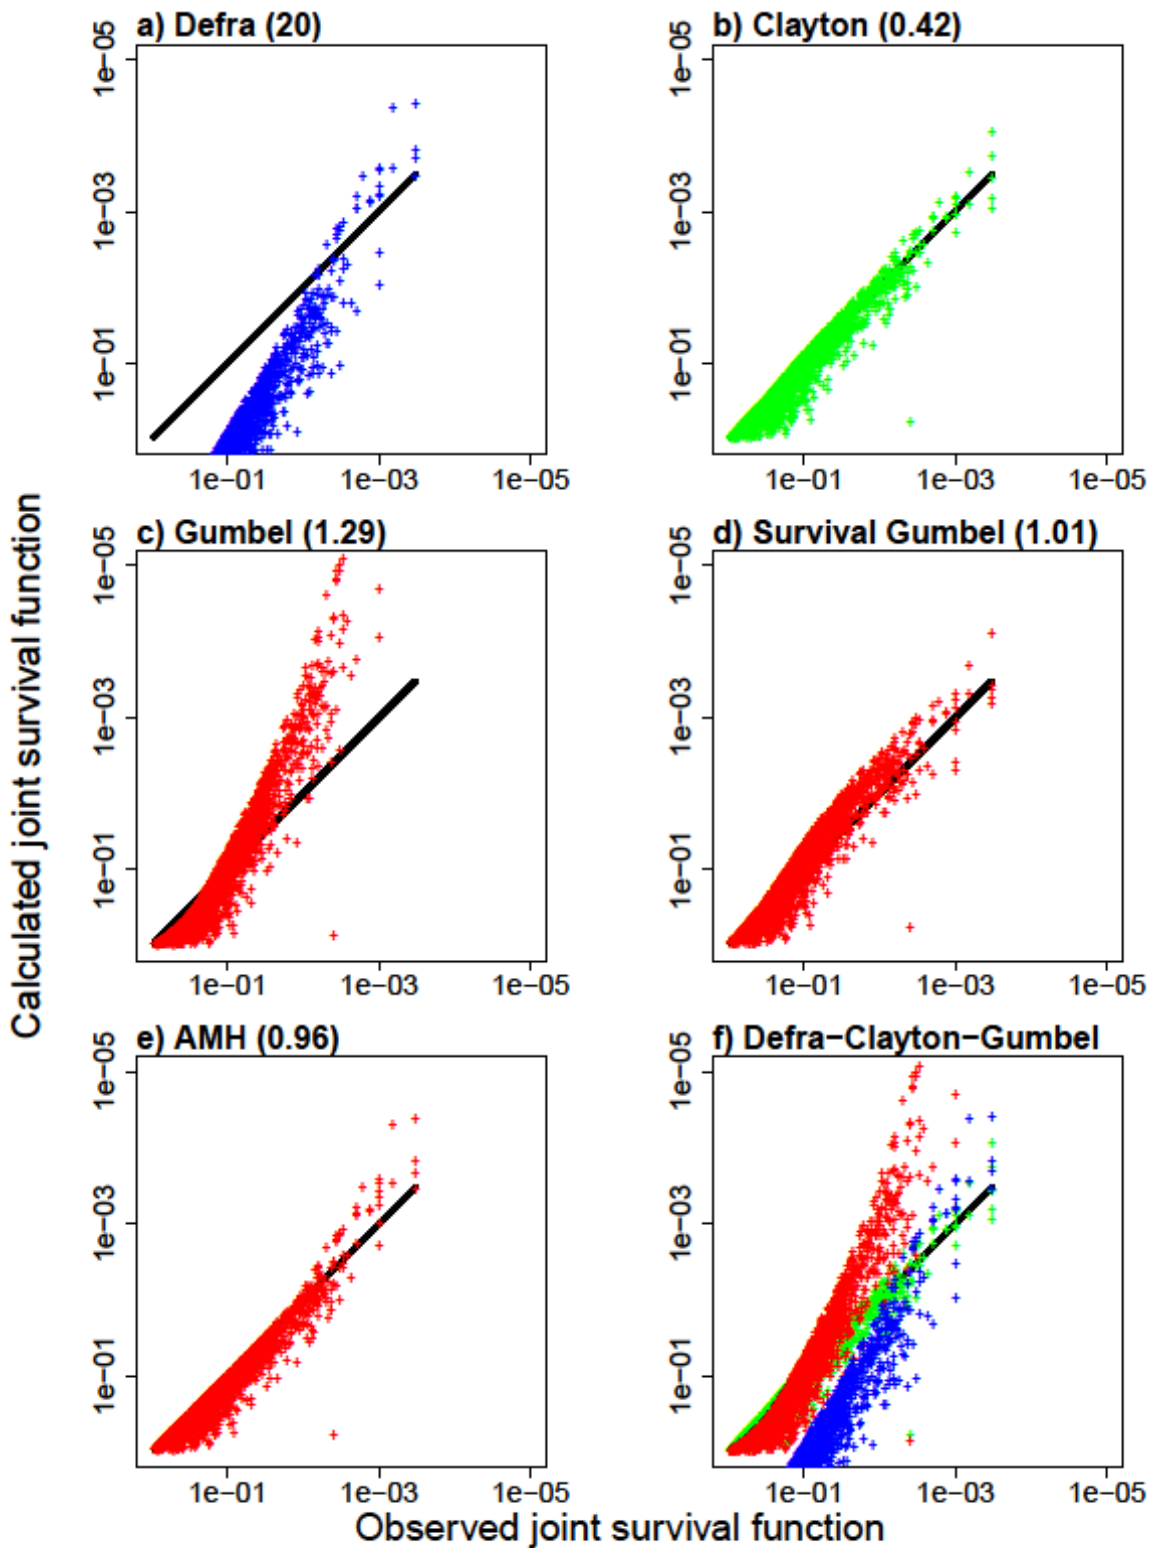 a) Defra (20)
1e−05
1e−03
1e−01
1e−01 1e−03 1e−05
b) Clayton (0.42)
1e−05
1e−03
1e−01
1e−01 1e−03 1e−05
c) Gumbel (1.29)
1e−05
1e−03
1e−01
1e−01 1e−03 1e−05
d) Survival Gumbel (1.01)
1e−05
1e−03
1e−01
1e−01 1e−03 1e−05
e) AMH (0.96)
1e−05
1e−03
1e−01
1e−01 1e−03 1e−05
f) Defra−Clayton−Gumbel
1e−05
1e−03
1e−01
1e−01 1e−03 1e−05
Calculated joint survival function
Observed joint survival function